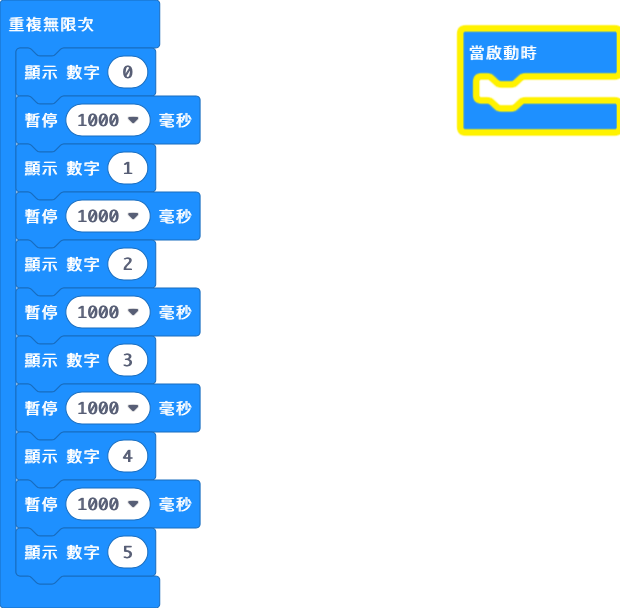 重複無限次
顯示 數字 0
暫停 1000 毫秒
顯示 數字 1
暫停 1000 毫秒
顯示 數字 2
暫停 1000 毫秒
顯示 數字 3
暫停 1000 毫秒
顯示 數字 4
暫停 1000 毫秒
顯示 數字 5
當啟動時